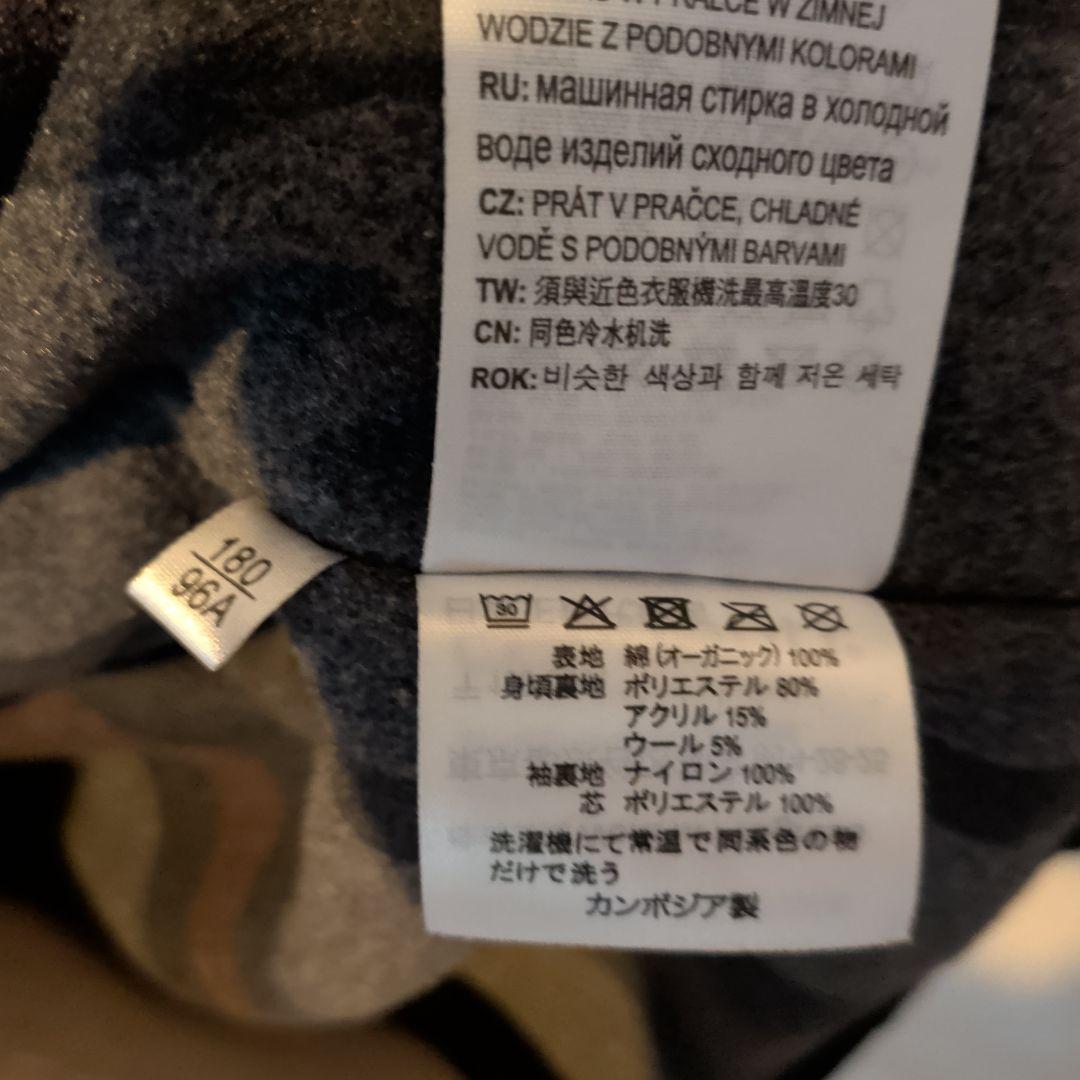 W PRALCE W ZIMNEJ
WODZIE Z PODOBNYMI KOLORAMI
RU: машинная стирка в холодной
воде изделий сходного цвета
CZ: PRÁT V PRAČCE, CHLADNÉ
VODĚ S PODOBNÝMI BARVAMI
TW: 須與近色衣服機洗最高溫度30
CN: 同色冷水机洗
ROK: 비슷한 색상과 함께 저온 세탁
180
96A
30
表地 綿(オーガニック) 100%
身頃裏地 ポリエステル 80%
アクリル 15%
ウール 5%
袖裏地 ナイロン 100%
芯 ポリエステル 100%
洗濯機にて常温で同系色の物
だけで洗う
カンボジア製